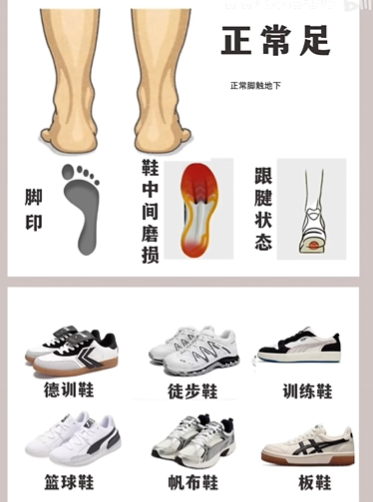 正常足
正常脚触地下
脚印
鞋中间磨损
跟腱状态
德训鞋
徒步鞋
训练鞋
篮球鞋
帆布鞋
板鞋